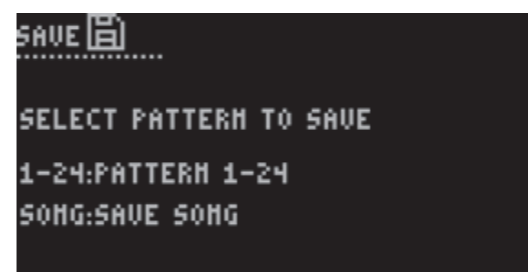 SAVE
SELECT PATTERN TO SAVE
1-24:PATTERN 1-24
SONG:SAVE SONG